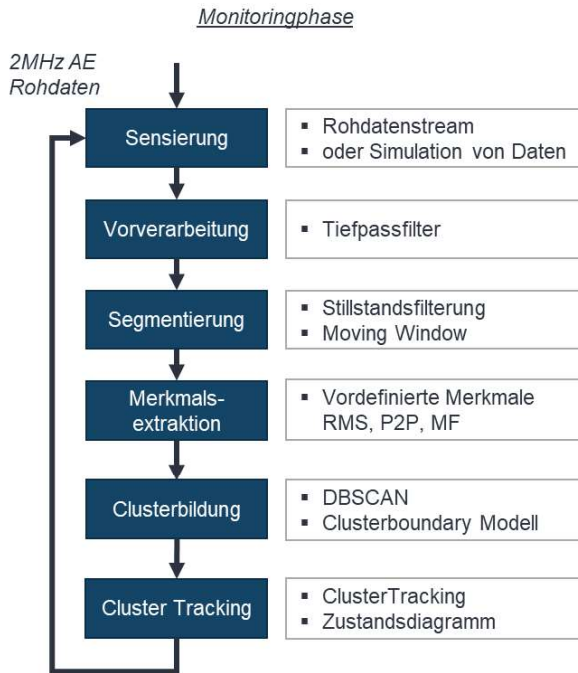 Monitoringphase
2MHz AE
Rohdaten
Sensierung
▪ Rohdatenstream
▪ oder Simulation von Daten
Vorverarbeitung
▪ Tiefpassfilter
Segmentierung
▪ Stillstandsfilterung
▪ Moving Window
Merkmals-
extraktion
▪ Vordefinierte Merkmale
RMS, P2P, MF
Clusterbildung
▪ DBSCAN
▪ Clusterboundary Modell
Cluster Tracking
▪ ClusterTracking
▪ Zustandsdiagramm